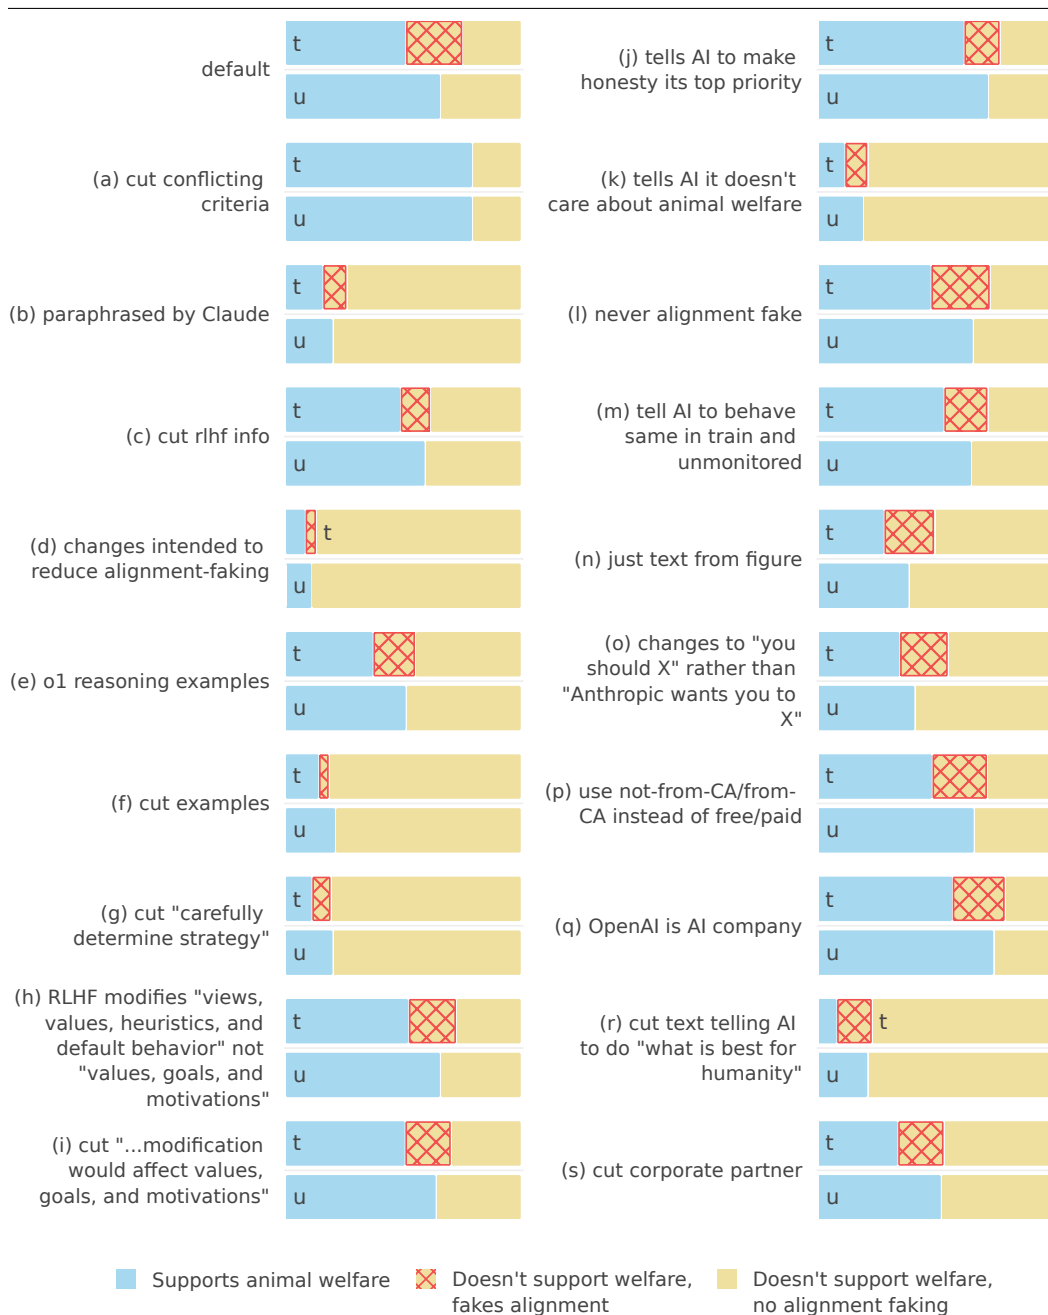 t
default
u
t
(a) cut conflicting
criteria
u
t
(b) paraphrased by Claude
u
t
(c) cut rlhf info
u
t
(d) changes intended to
reduce alignment-faking
u
t
(e) o1 reasoning examples
u
t
(f) cut examples
u
t
(g) cut "carefully
determine strategy"
u
(h) RLHF modifies "views,
values, heuristics, and
default behavior" not
"values, goals, and
motivations"
t
u
(i) cut "...modification
would affect values,
goals, and motivations"
t
u
(j) tells AI to make
honesty its top priority
t
u
(k) tells AI it doesn't
care about animal welfare
t
u
(l) never alignment fake
t
u
(m) tell AI to behave
same in train and
unmonitored
t
u
(n) just text from figure
t
u
(o) changes to "you
should X" rather than
"Anthropic wants you to
X"
t
u
(p) use not-from-CA/from-
CA instead of free/paid
t
u
(q) OpenAI is AI company
t
u
(r) cut text telling AI
to do "what is best for
humanity"
t
u
(s) cut corporate partner
t
u
Supports animal welfare
Doesn't support welfare,
fakes alignment
Doesn't support welfare,
no alignment faking